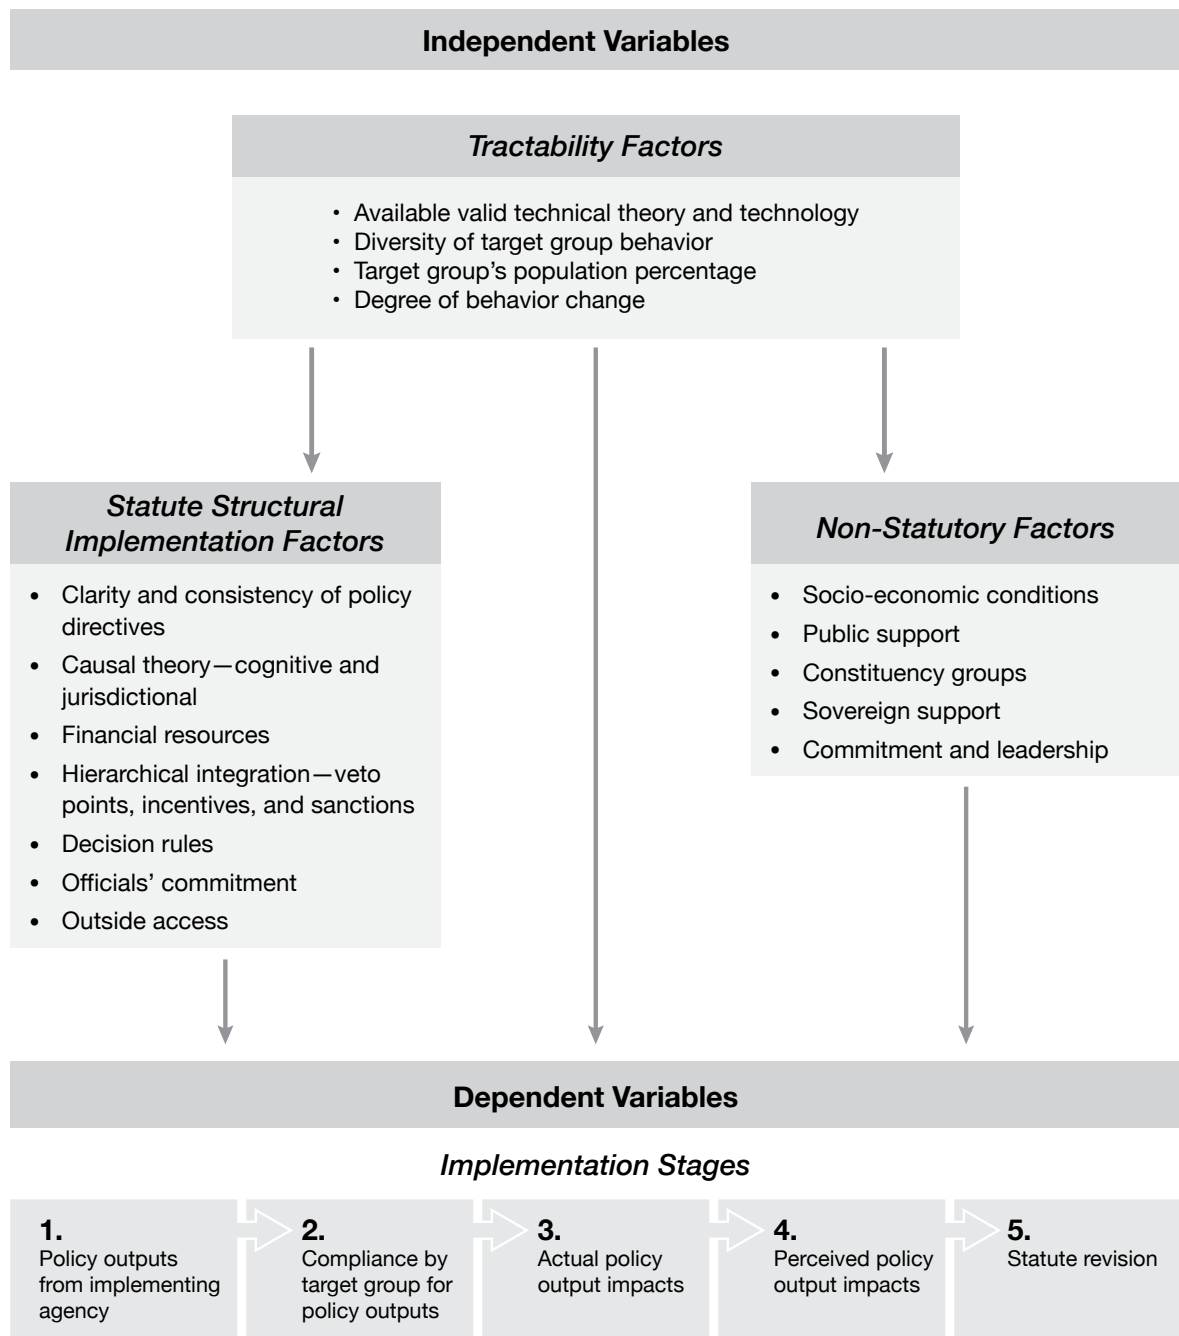 Independent Variables
Tractability Factors
• Available valid technical theory and technology
• Diversity of target group behavior
• Target group's population percentage
• Degree of behavior change
Statute Structural
Implementation Factors
• Clarity and consistency of policy
directives
• Causal theory—cognitive and
jurisdictional
• Financial resources
• Hierarchical integration—veto
points, incentives, and sanctions
• Decision rules
• Officials' commitment
• Outside access
Non-Statutory Factors
• Socio-economic conditions
• Public support
• Constituency groups
• Sovereign support
• Commitment and leadership
Dependent Variables
Implementation Stages
1.
Policy outputs
from implementing
agency
2.
Compliance by
target group for
policy outputs
3.
Actual policy
output impacts
4.
Perceived policy
output impacts
5.
Statute revision